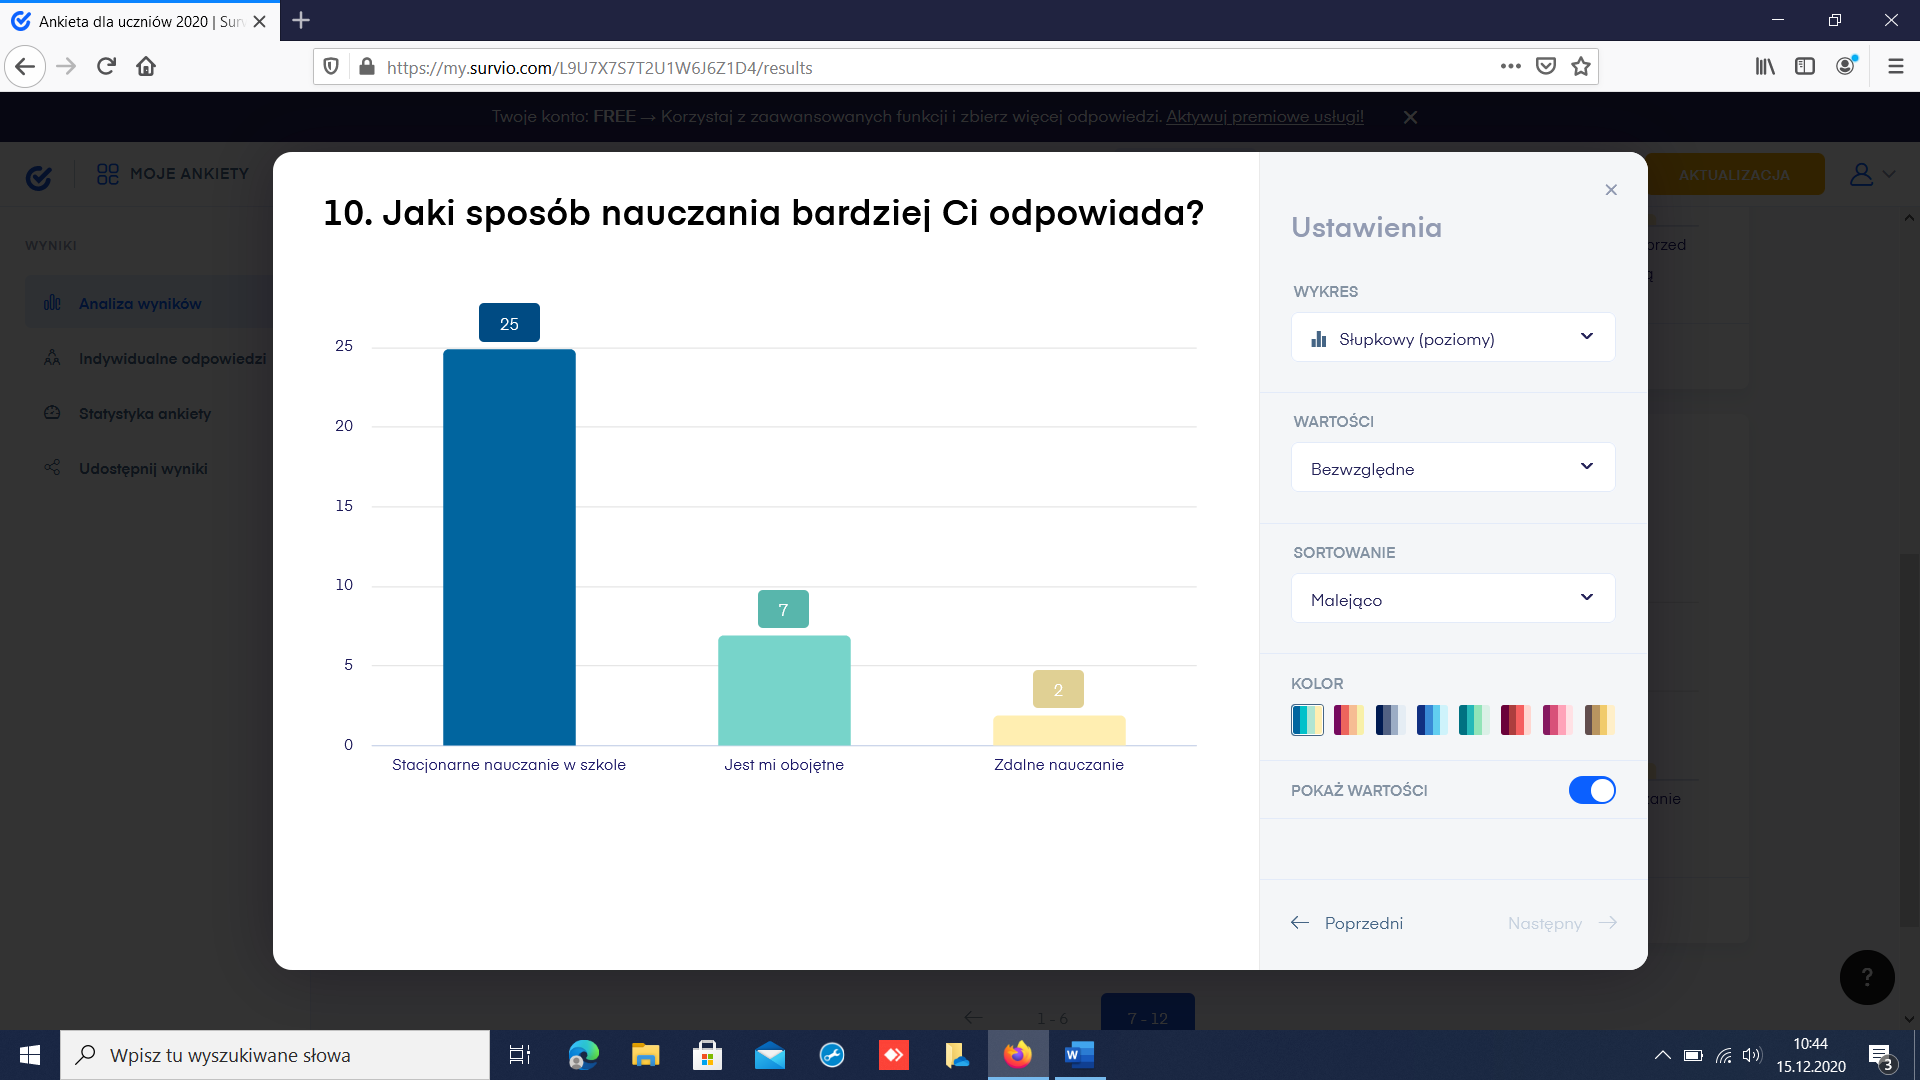 Ankieta dla uczniów 2020 | Surv
https://my.survio.com/L9U7X7S7T2U1W6J6Z1D4/results
Twoje konto: FREE → Korzystaj z zaawansowanych funkcji i zbierz więcej odpowiedzi. Aktywuj premiowe usługi!
MOJE ANKIETY
AKTUALIZACJA
WYNIKI
Analiza wyników
Indywidualne odpowiedzi
Statystyka ankiety
Udostępnij wyniki
10. Jaki sposób nauczania bardziej Ci odpowiada?
25
25
20
15
10
7
5
2
0
Stacjonarne nauczanie w szkole
Jest mi obojętne
Zdalne nauczanie
Ustawienia
WYKRES
Słupkowy (poziomy)
WARTOŚCI
Bezwzględne
SORTOWANIE
Malejąco
KOLOR
POKAŻ WARTOŚCI
← Poprzedni
Następny →
1 - 6
7 - 12
?
Wpisz tu wyszukiwane słowa
10:44
15.12.2020
3